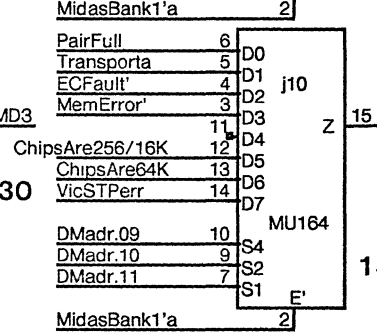 MidasBank1'a 2
PairFull 6 D0
Transporta 5 D1
j10
ECFault' 4 D2
MemError' 3 D3
MD3
11 D4
Z 15
ChipsAre256/16K 12 D5
ChipsAre64K 13 D6
30
VicSTPerr 14 D7
MU164
DMadr.09 10 S4
DMadr.10 9 S2
DMadr.11 7 S1
E'
MidasBank1'a 2